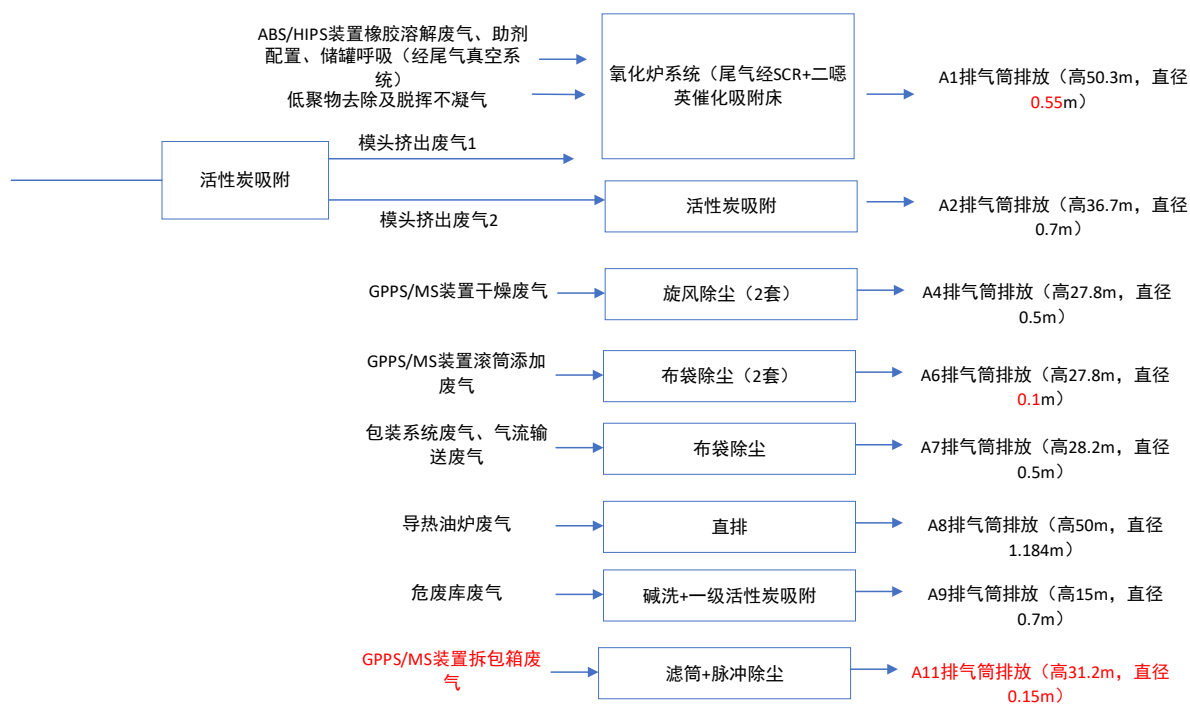 ABS/HIPS装置橡胶溶解废气、助剂
配置、储罐呼吸（经尾气真空系
统）
低聚物去除及脱挥不凝气
氧化炉系统（尾气经SCR+二噁
英催化吸附床
A1排气筒排放（高50.3m，直径
0.55m）
模头挤出废气1
活性炭吸附
模头挤出废气2
活性炭吸附
A2排气筒排放（高36.7m，直径
0.7m）
GPPS/MS装置干燥废气
旋风除尘（2套）
A4排气筒排放（高27.8m，直径
0.5m）
GPPS/MS装置滚筒添加
废气
布袋除尘（2套）
A6排气筒排放（高27.8m，直径
0.1m）
包装系统废气、气流输
送废气
布袋除尘
A7排气筒排放（高28.2m，直径
0.5m）
导热油炉废气
直排
A8排气筒排放（高50m，直径
1.184m）
危废库废气
碱洗+一级活性炭吸附
A9排气筒排放（高15m，直径
0.7m）
GPPS/MS装置拆包箱废
气
滤筒+脉冲除尘
A11排气筒排放（高31.2m，直径
0.15m）